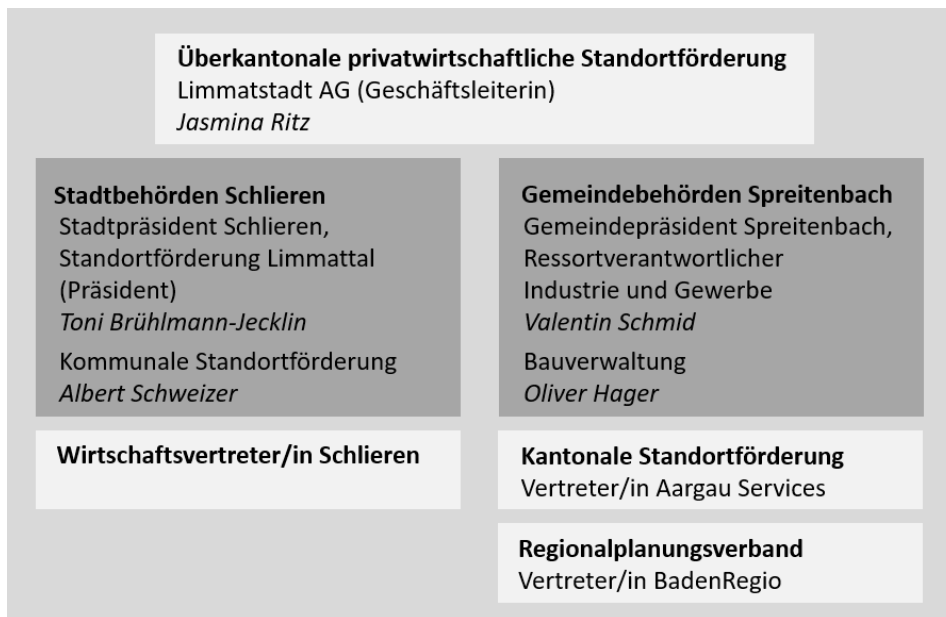 Überkantonale privatwirtschaftliche Standortförderung
Limmatstadt AG (Geschäftsleiterin)
Jasmina Ritz
Stadtbehörden Schlieren
Stadtpräsident Schlieren,
Standortförderung Limmattal
(Präsident)
Toni Brühlmann-Jecklin
Kommunale Standortförderung
Albert Schweizer
Wirtschaftsvertreter/in Schlieren
Gemeindebehörden Spreitenbach
Gemeindepräsident Spreitenbach,
Ressortverantwortlicher
Industrie und Gewerbe
Valentin Schmid
Bauverwaltung
Oliver Hager
Kantonale Standortförderung
Vertreter/in Aargau Services
Regionalplanungsverband
Vertreter/in BadenRegio